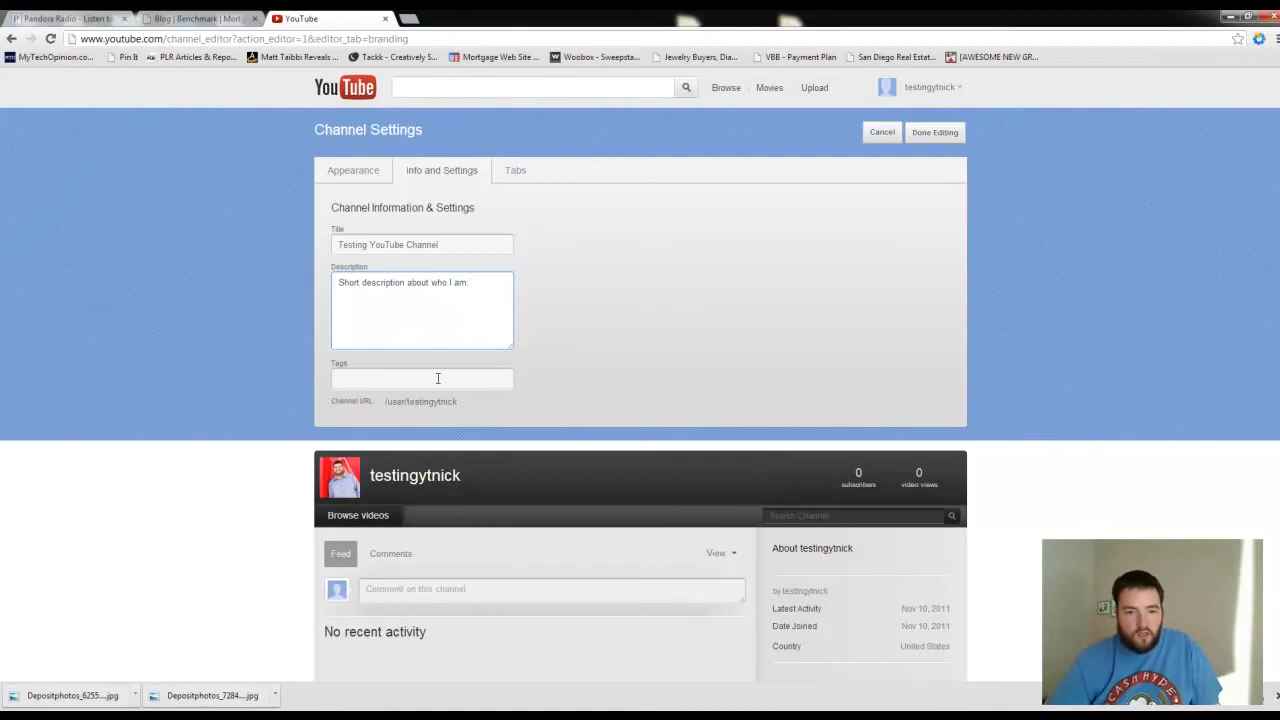 Pandora Radio - Listen to
Blog | Benchmark Mort
YouTube
www.youtube.com/channel_editor?action_editor=1&editor_tab=branding
MyTechOpinion.co...
Pin It
PLR Articles & Repo...
Matt Taibbi Reveals ...
Tackk - Creatively S...
Mortgage Web Site ...
Woobox - Sweepsta...
Jewelry Buyers, Dia...
VBB - Payment Plan
San Diego Real Estat...
[AWESOME NEW GR...
YouTube
Browse
Movies
Upload
testingytnick
Channel Settings
Cancel
Done Editing
Appearance
Info and Settings
Tabs
Channel Information & Settings
Title
Testing YouTube Channel
Description
Short description about who I am.
Tags
Channel URL /user/testingytnick
testingytnick
0
subscribers
0
video views
Browse videos
Search Channel
Feed
Comments
View
About testingytnick
Comment on this channel
by testingytnick
Latest Activity Nov 10, 2011
Date Joined Nov 10, 2011
Country United States
No recent activity
Depositphotos_6255....jpg
Depositphotos_7284....jpg
CASH HYPE